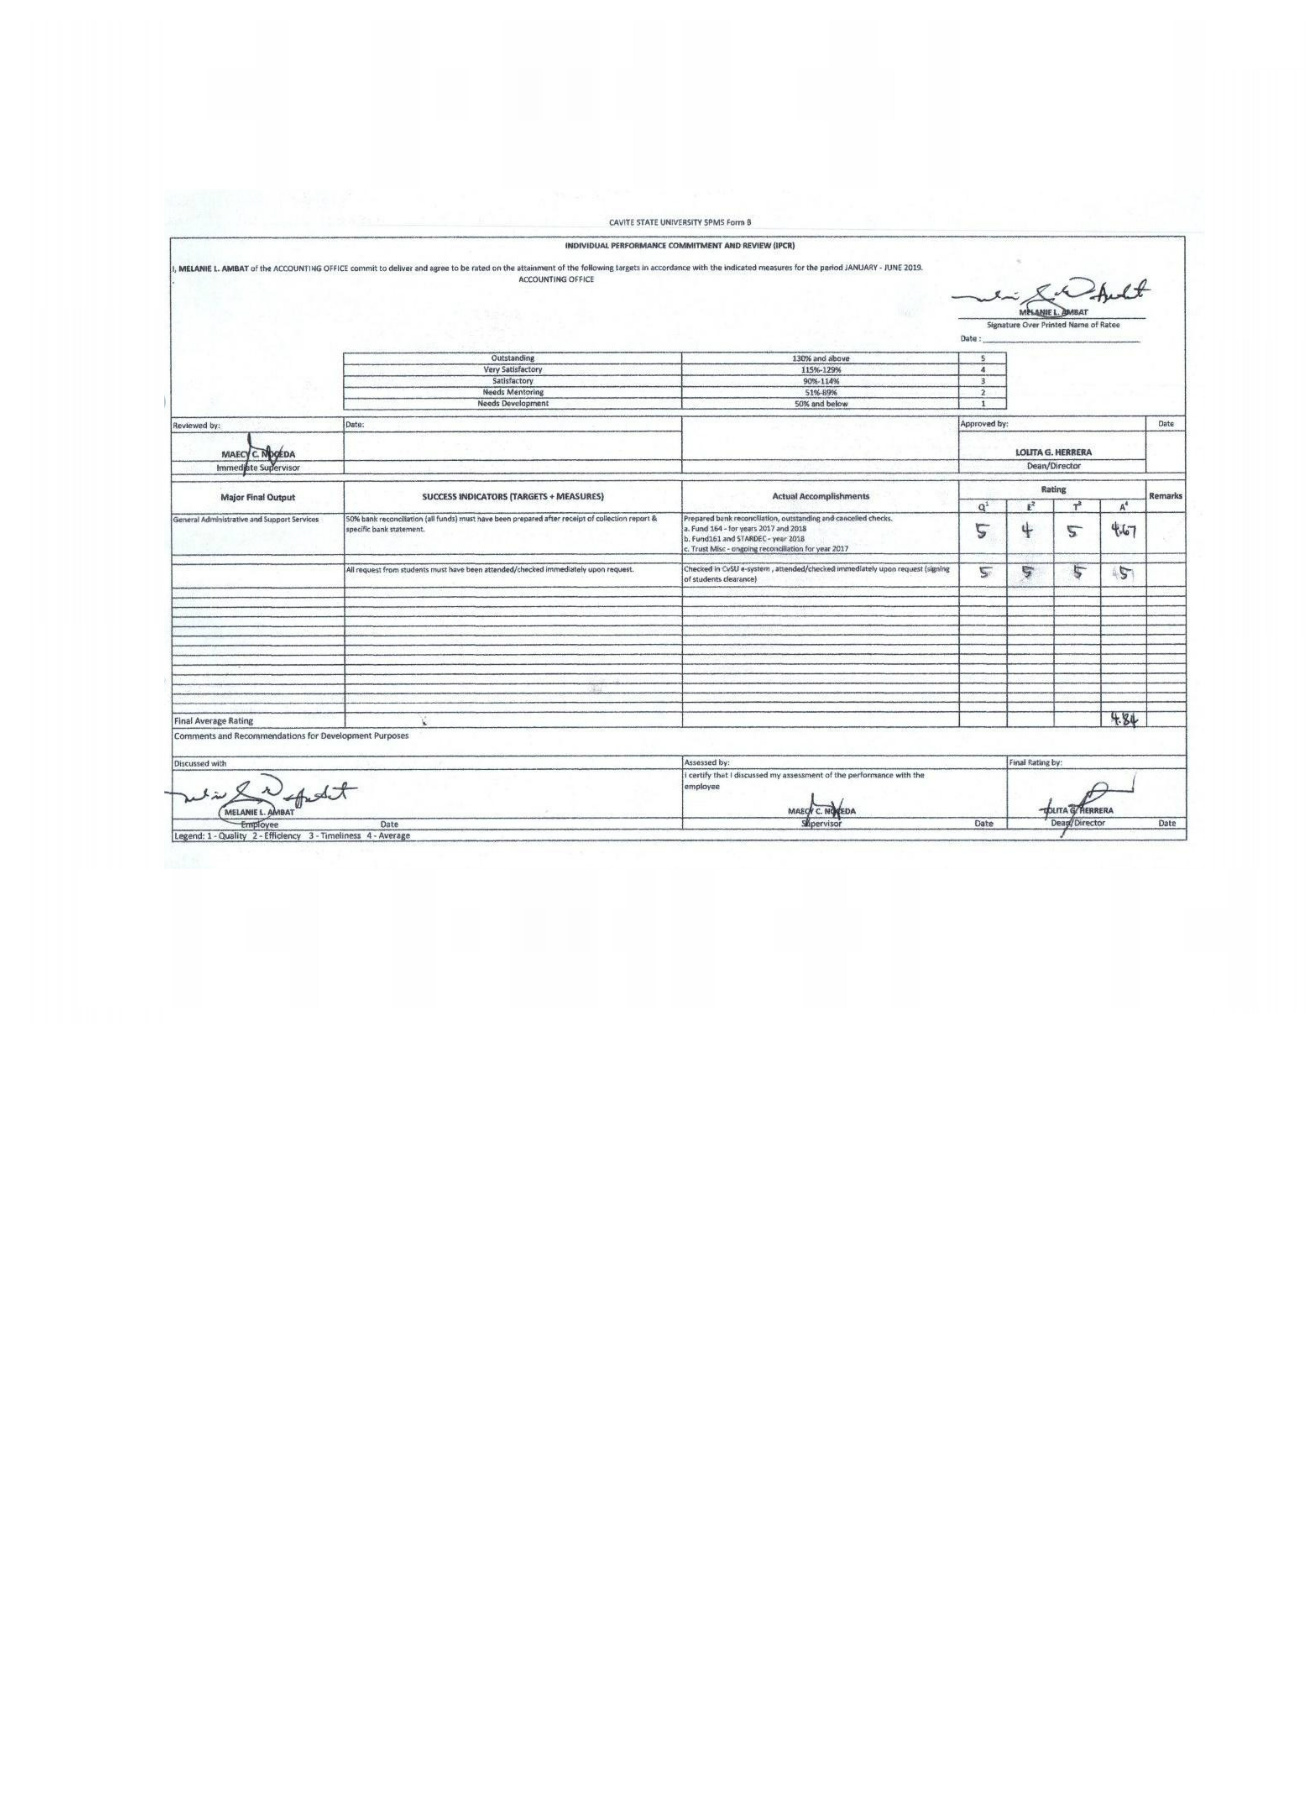 CAVITE STATE UNIVERSITY SPMS Form B
INDIVIDUAL PERFORMANCE COMMITMENT AND REVIEW (IPCR)
I, MELANIE L. AMBAT of the ACCOUNTING OFFICE commit to deliver and agree to be rated on the attainment of the following targets in accordance with the indicated measures for the period JANUARY - JUNE 2019.
ACCOUNTING OFFICE
MELANIE L. AMBAT
Signature Over Printed Name of Ratee
Date :
Outstanding 130% and above 5
Very Satisfactory 115%-129% 4
Satisfactory 90%-114% 3
Needs Mentoring 51%-89% 2
Needs Development 50% and below 1
Reviewed by: Date: Approved by: Date
MAECY C. NOCEDA LOLITA G. HERRERA
Immediate Supervisor Dean/Director
Major Final Output SUCCESS INDICATORS (TARGETS + MEASURES) Actual Accomplishments Rating Remarks
Q¹ E² T³ A⁴
General Administrative and Support Services 50% bank reconciliation (all funds) must have been prepared after receipt of collection report & Prepared bank reconciliation, outstanding and cancelled checks.
specific bank statement. a. Fund 164 - for years 2017 and 2018 5 4 5 4.67
b. Fund161 and STARDEC - year 2018
c. Trust Misc - ongoing reconciliation for year 2017
All request from students must have been attended/checked immediately upon request. Checked in CvSU e-system , attended/checked immediately upon request (signing 5 5 5 5
of students clearance)
Final Average Rating 4.84
Comments and Recommendations for Development Purposes
Discussed with Assessed by: Final Rating by:
I certify that I discussed my assessment of the performance with the
employee
MELANIE L. AMBAT MAECY C. NOCEDA LOLITA G. HERRERA
Employee Date Supervisor Date Dean/Director Date
Legend: 1 - Quality 2 - Efficiency 3 - Timeliness 4 - Average